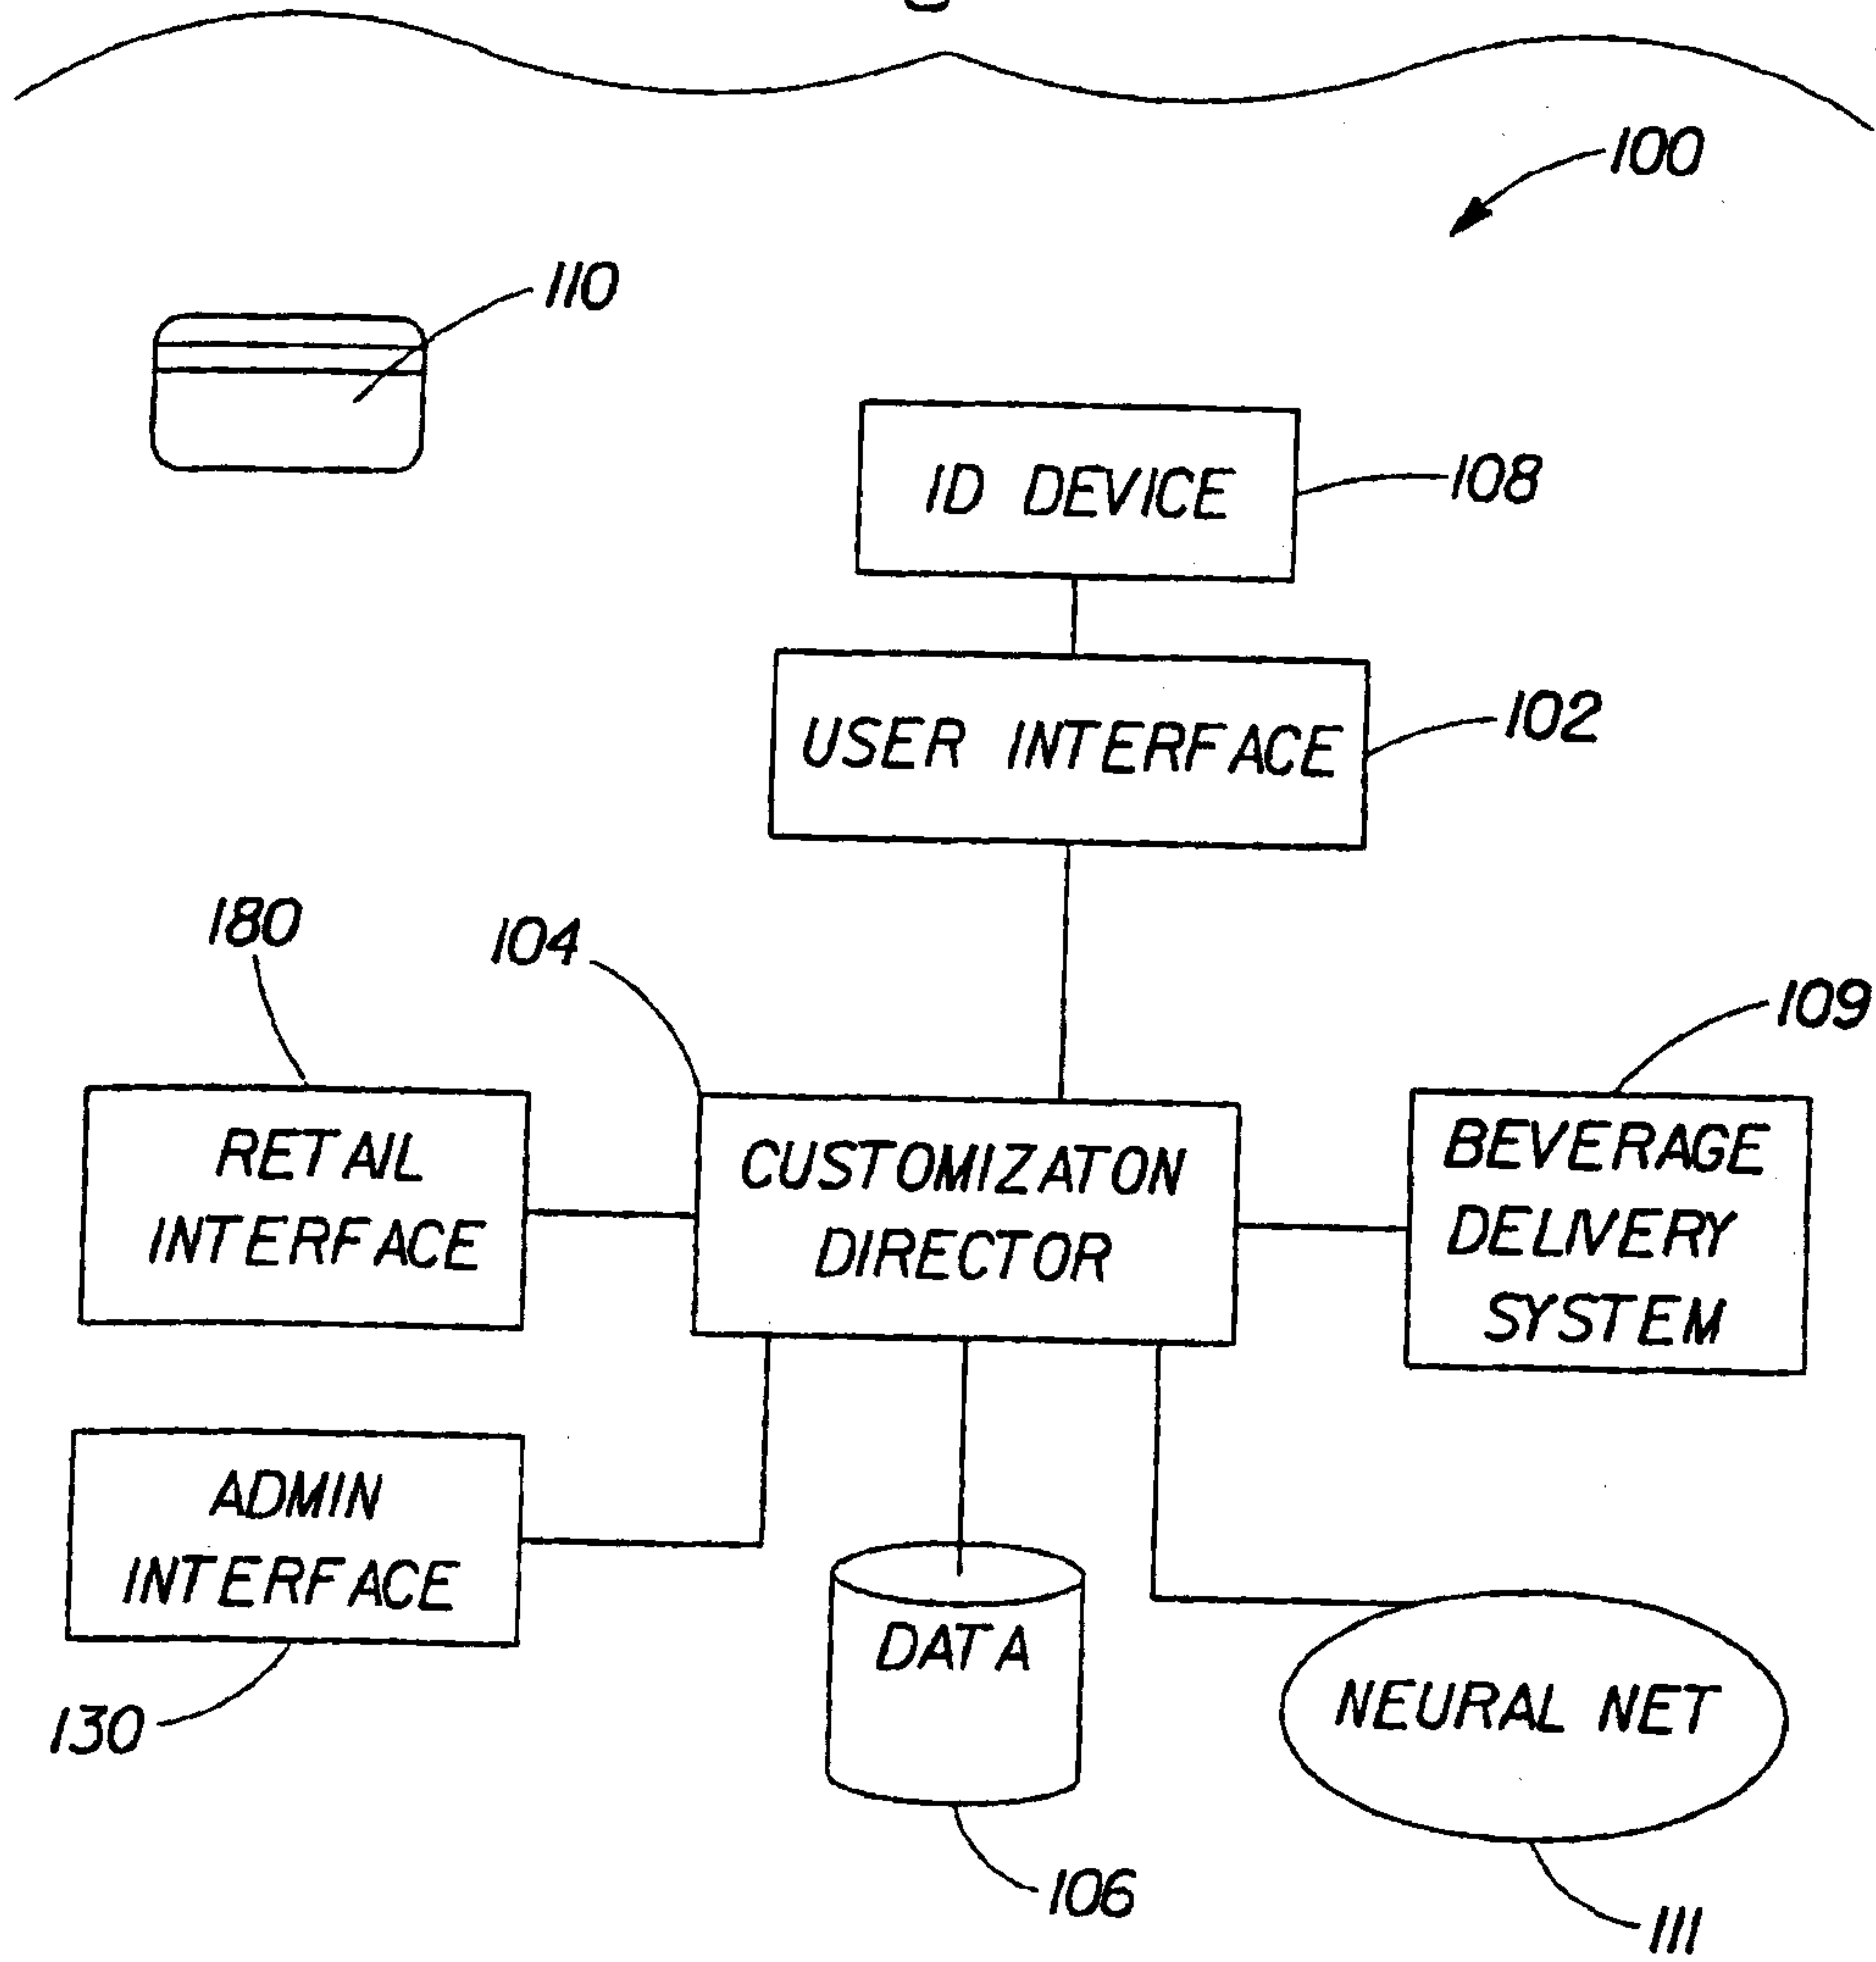 100
110
ID DEVICE
108
USER INTERFACE
102
180
104
109
RETAIL
INTERFACE
CUSTOMIZATON
DIRECTOR
BEVERAGE
DELIVERY
SYSTEM
ADMIN
INTERFACE
130
DATA
106
NEURAL NET
111